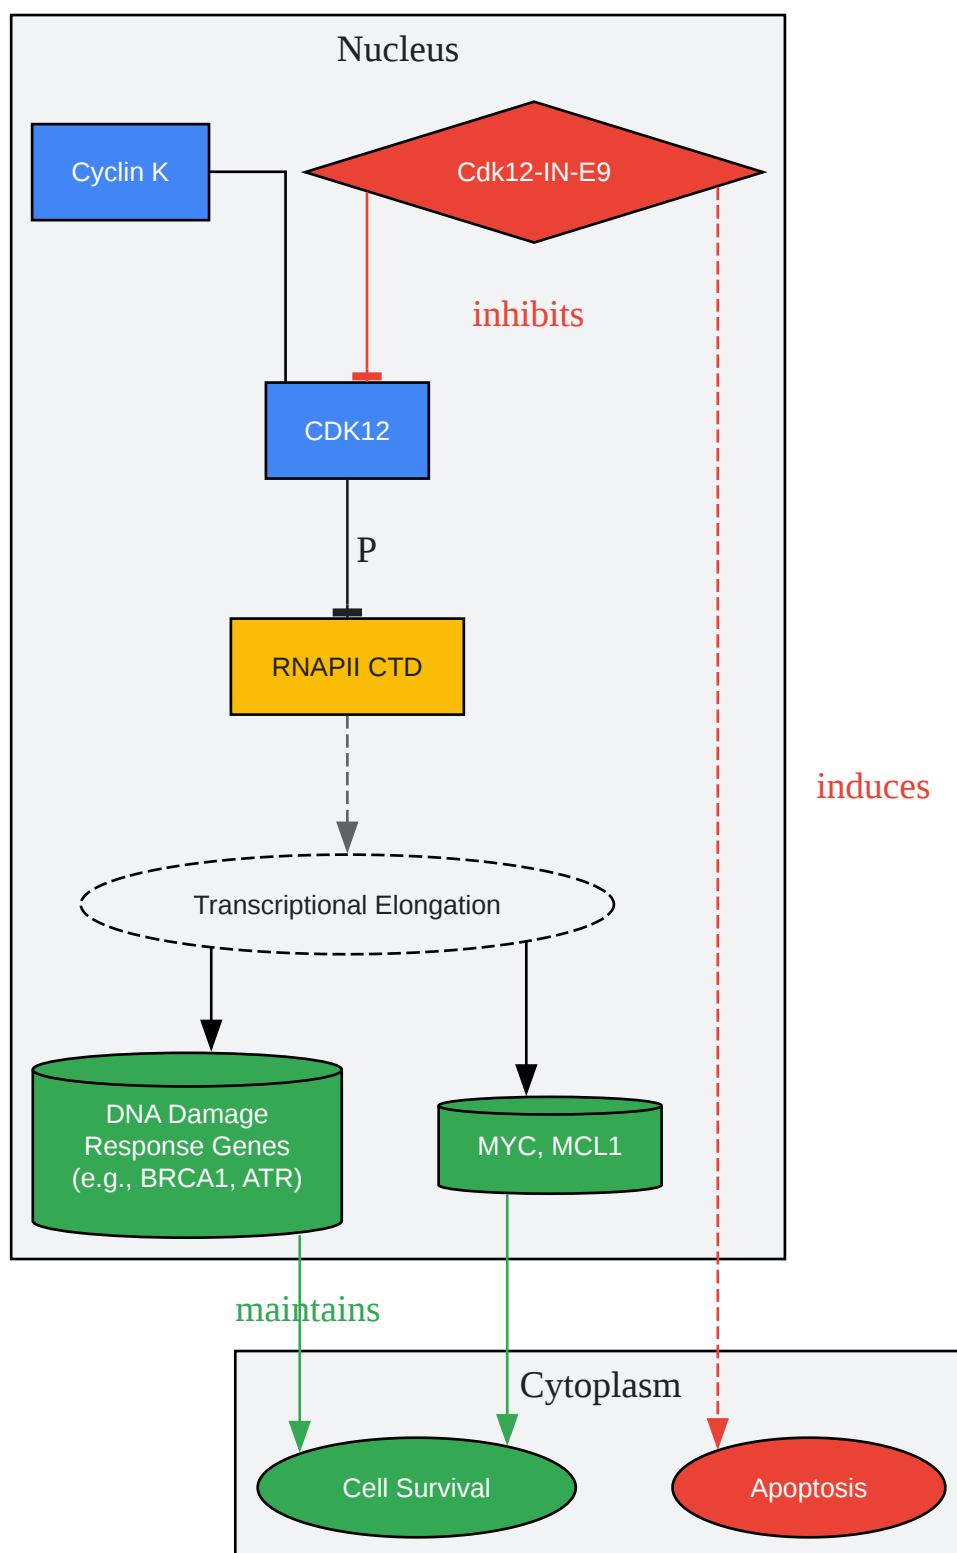 Nucleus
Cyclin K
Cdk12-IN-E9
inhibits
CDK12
P
RNAPII CTD
induces
Transcriptional Elongation
DNA Damage
Response Genes
(e.g., BRCA1, ATR)
MYC, MCL1
maintains
Cytoplasm
Cell Survival
Apoptosis